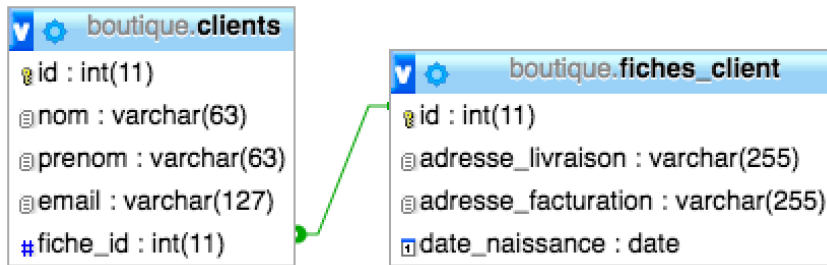 boutique.clients
id : int(11)
nom : varchar(63)
prenom : varchar(63)
email : varchar(127)
#fiche_id : int(11)
boutique.fiches_client
id : int(11)
adresse_livraison : varchar(255)
adresse_facturation : varchar(255)
date_naissance : date